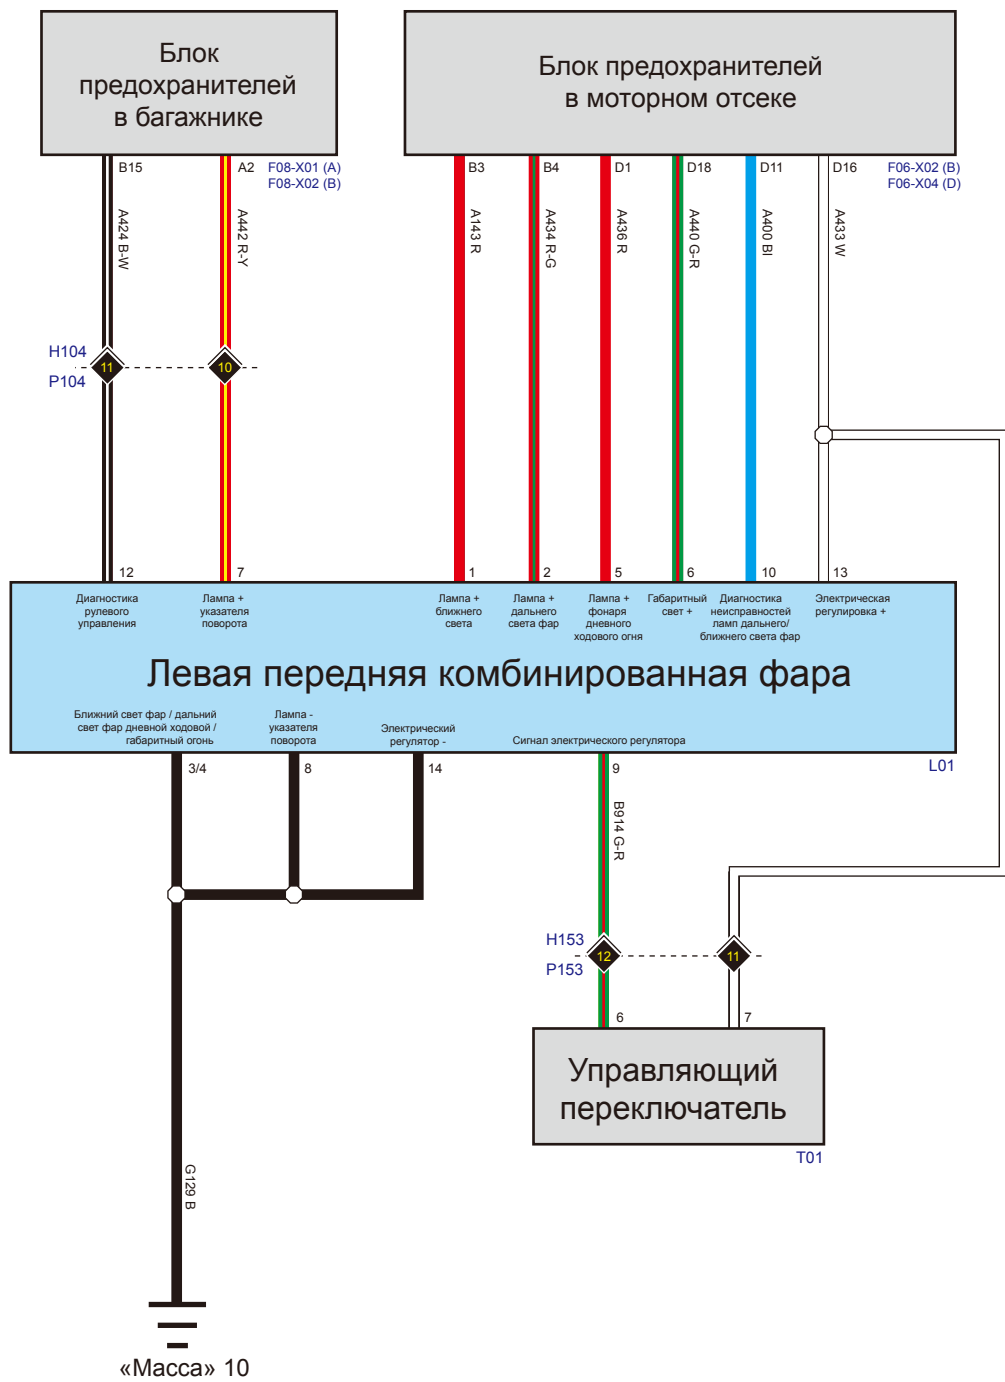 Блок
предохранителей
в багажнике
Блок предохранителей
в моторном отсеке
B15
A2
F08-X01 (A)
F08-X02 (B)
B3
B4
D1
D18
D11
D16
F06-X02 (B)
F06-X04 (D)
A424 B-W
A442 R-Y
A143 R
A434 R-G
A436 R
A440 G-R
A400 Bl
A433 W
H104
P104
11
10
12
7
1
2
5
6
10
13
Диагностика
рулевого
управления
Лампа +
указателя
поворота
Лампа +
ближнего
света
Лампа +
дальнего
света фар
Лампа +
фонаря
дневного
ходового огня
Габаритный
свет +
Диагностика
неисправностей
ламп дальнего/
ближнего света фар
Электрическая
регулировка +
Левая передняя комбинированная фара
Ближний свет фар / дальний
свет фар дневной ходовой /
габаритный огонь
Лампа -
указателя
поворота
Электрический
регулятор -
Сигнал электрического регулятора
3/4
8
14
9
L01
B914 G-R
H153
P153
12
11
6
7
Управляющий
переключатель
T01
G129 B
«Масса» 10